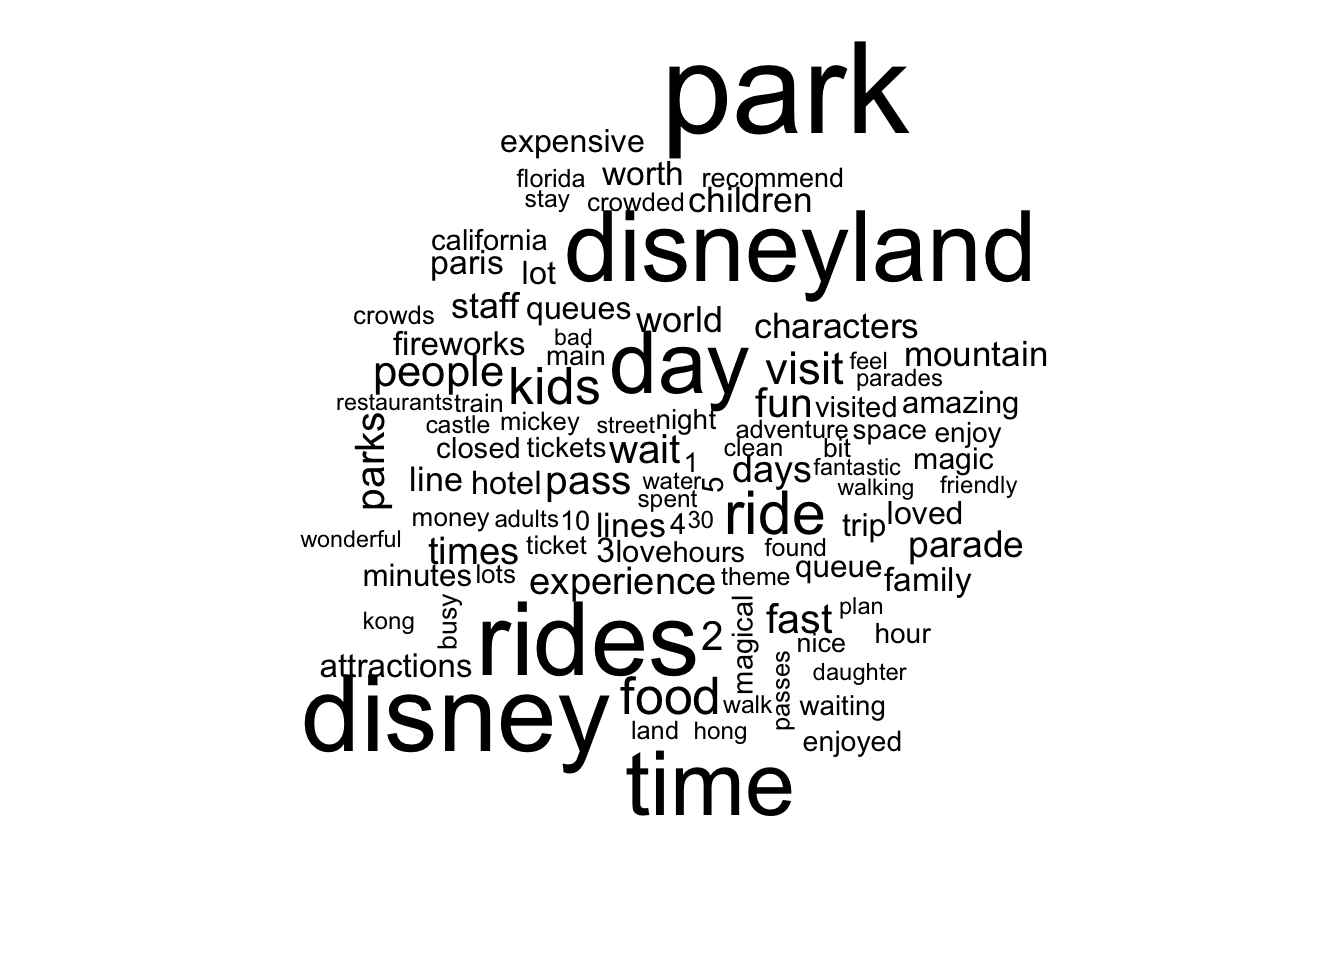 park
expensive
florida worth recommend
stay crowded children
california disneyland
paris lot
crowds staff queues world characters
fireworks bad main day visit feel mountain
people kids parades
restaurants train fun visited amazing
castle mickey street night adventure space enjoy
parks closed tickets wait 1 clean bit magic
line hotel pass water 5 days fantastic
spent walking friendly
money adults 10 lines 4 30 ride trip loved
wonderful times ticket 3 love hours found parade
minutes lots experience theme queue family
kong busy rides 2 magical fast plan
nice hour
attractions passes daughter
disney food walk waiting
land hong enjoyed
time